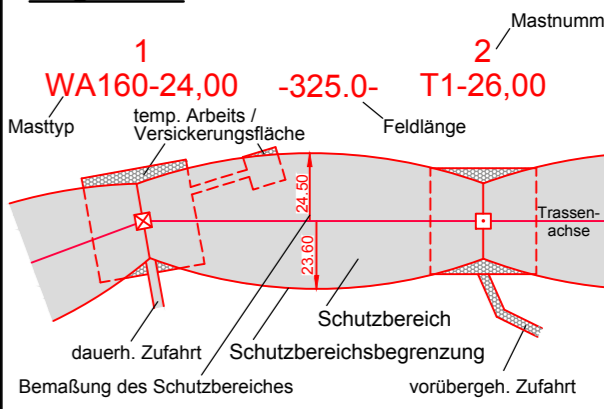 Mastnumm
1
2
WA160-24,00 -325.0- T1-26,00
Masttyp
temp. Arbeits /
Versickerungsfläche
Feldlänge
24.50
23.60
Trassen-
achse
Schutzbereich
dauerh. Zufahrt
Schutzbereichsbegrenzung
Bemaßung des Schutzbereiches
vorübergeh. Zufahrt